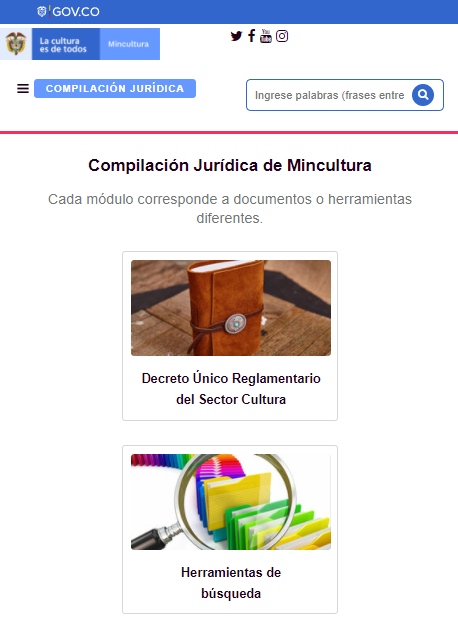 GOV.CO
La cultura
es de todos
Mincultura
COMPILACIÓN JURÍDICA
Ingrese palabras (frases entre
Compilación Jurídica de Mincultura
Cada módulo corresponde a documentos o herramientas
diferentes.
Decreto Único Reglamentario
del Sector Cultura
Herramientas de
búsqueda